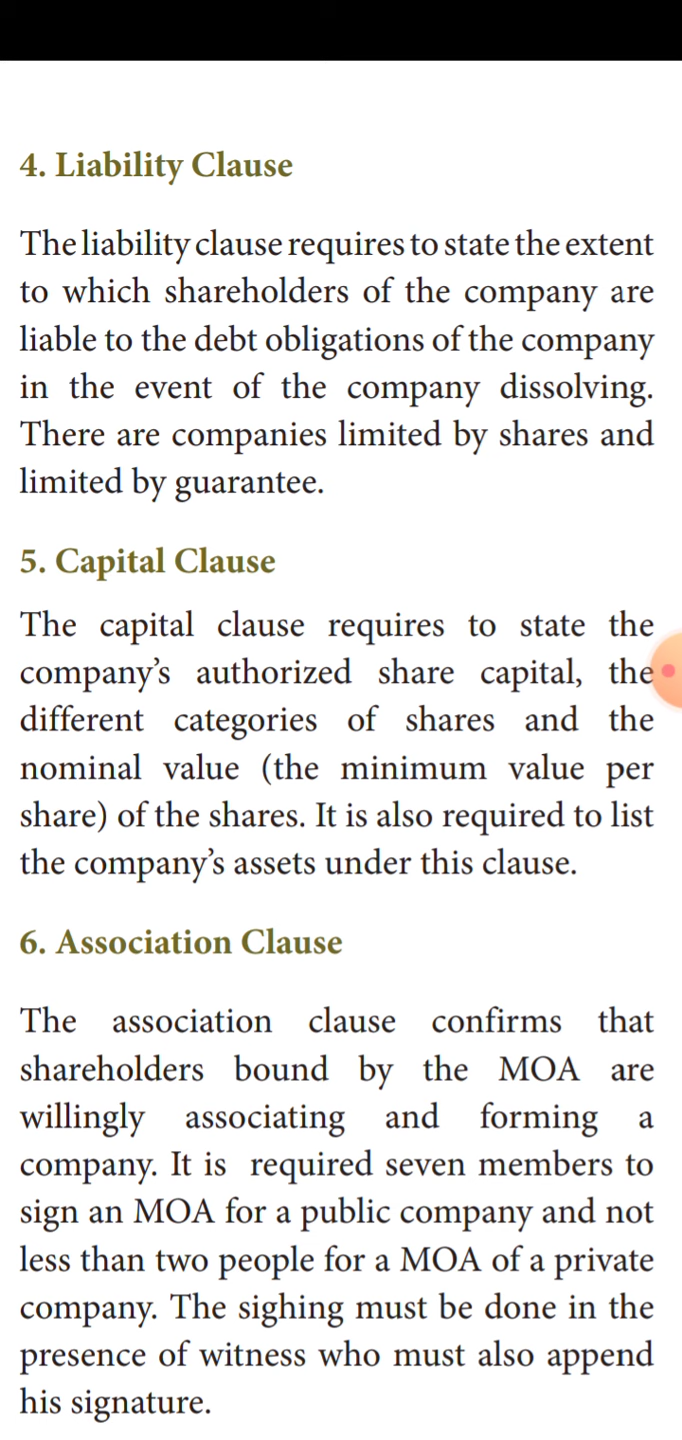 4. Liability Clause
The liability clause requires to state the extent
to which shareholders of the company are
liable to the debt obligations of the company
in the event of the company dissolving.
There are companies limited by shares and
limited by guarantee.
5. Capital Clause
The capital clause requires to state the
company’s authorized share capital, the
different categories of shares and the
nominal value (the minimum value per
share) of the shares. It is also required to list
the company’s assets under this clause.
6. Association Clause
The association clause confirms that
shareholders bound by the MOA are
willingly associating and forming a
company. It is required seven members to
sign an MOA for a public company and not
less than two people for a MOA of a private
company. The sighing must be done in the
presence of witness who must also append
his signature.